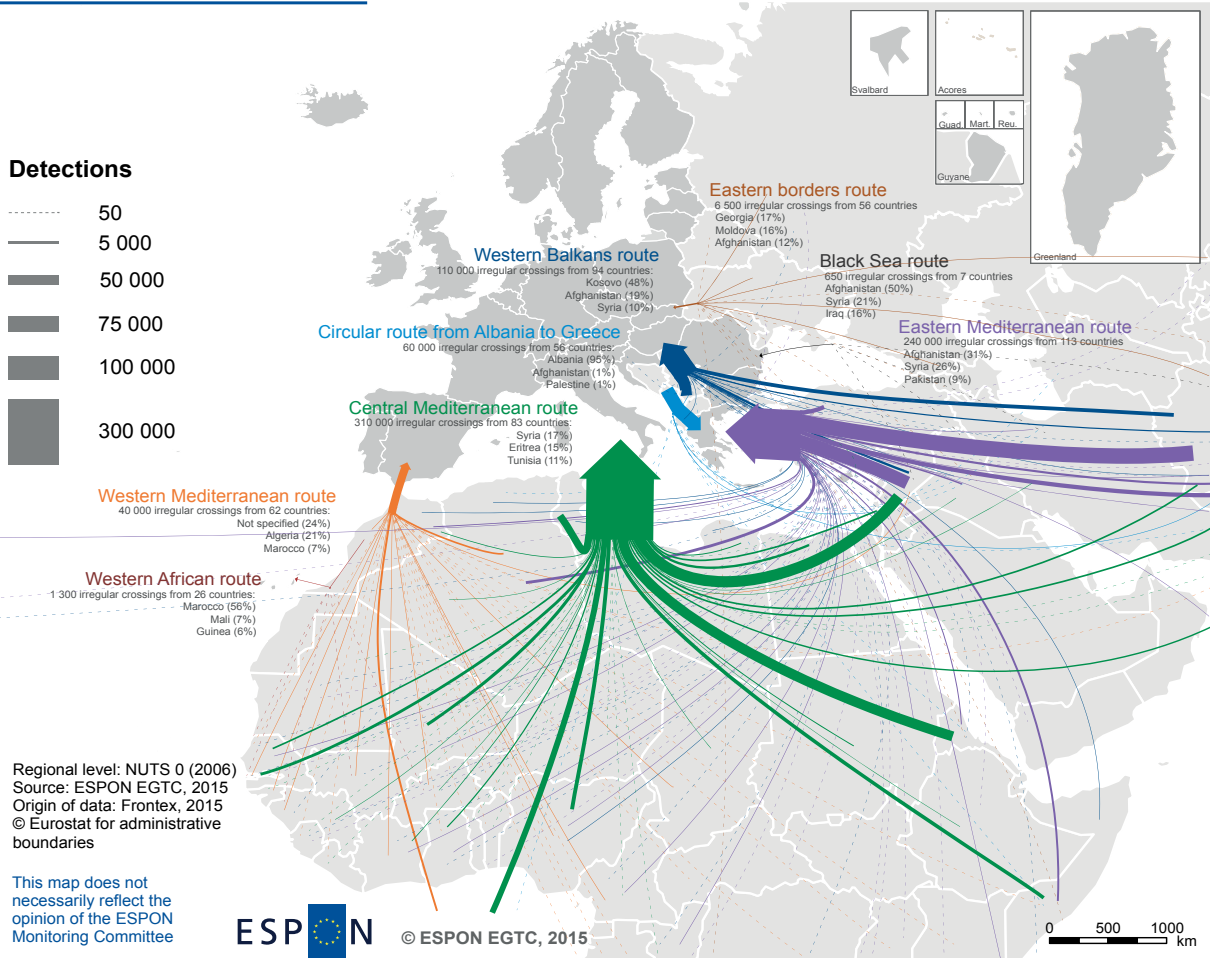 Svalbard
Acores
Guad.
Mart.
Reu.
Guyane
Greenland
Detections
50
5 000
50 000
75 000
100 000
300 000
Eastern borders route
6 500 irregular crossings from 56 countries
Georgia (17%)
Moldova (16%)
Afghanistan (12%)
Western Balkans route
110 000 irregular crossings from 94 countries:
Kosovo (48%)
Afghanistan (19%)
Syria (10%)
Black Sea route
650 irregular crossings from 7 countries
Afghanistan (50%)
Syria (21%)
Iraq (16%)
Circular route from Albania to Greece
60 000 irregular crossings from 56 countries:
Albania (95%)
Afghanistan (1%)
Palestine (1%)
Eastern Mediterranean route
240 000 irregular crossings from 113 countries
Afghanistan (31%)
Syria (26%)
Pakistan (9%)
Central Mediterranean route
310 000 irregular crossings from 83 countries:
Syria (17%)
Eritrea (15%)
Tunisia (11%)
Western Mediterranean route
40 000 irregular crossings from 62 countries:
Not specified (24%)
Algeria (21%)
Marocco (7%)
Western African route
1 300 irregular crossings from 26 countries:
Marocco (56%)
Mali (7%)
Guinea (6%)
Regional level: NUTS 0 (2006)
Source: ESPON EGTC, 2015
Origin of data: Frontex, 2015
© Eurostat for administrative
boundaries
This map does not
necessarily reflect the
opinion of the ESPON
Monitoring Committee
ESPON
© ESPON EGTC, 2015
0 500 1000
km